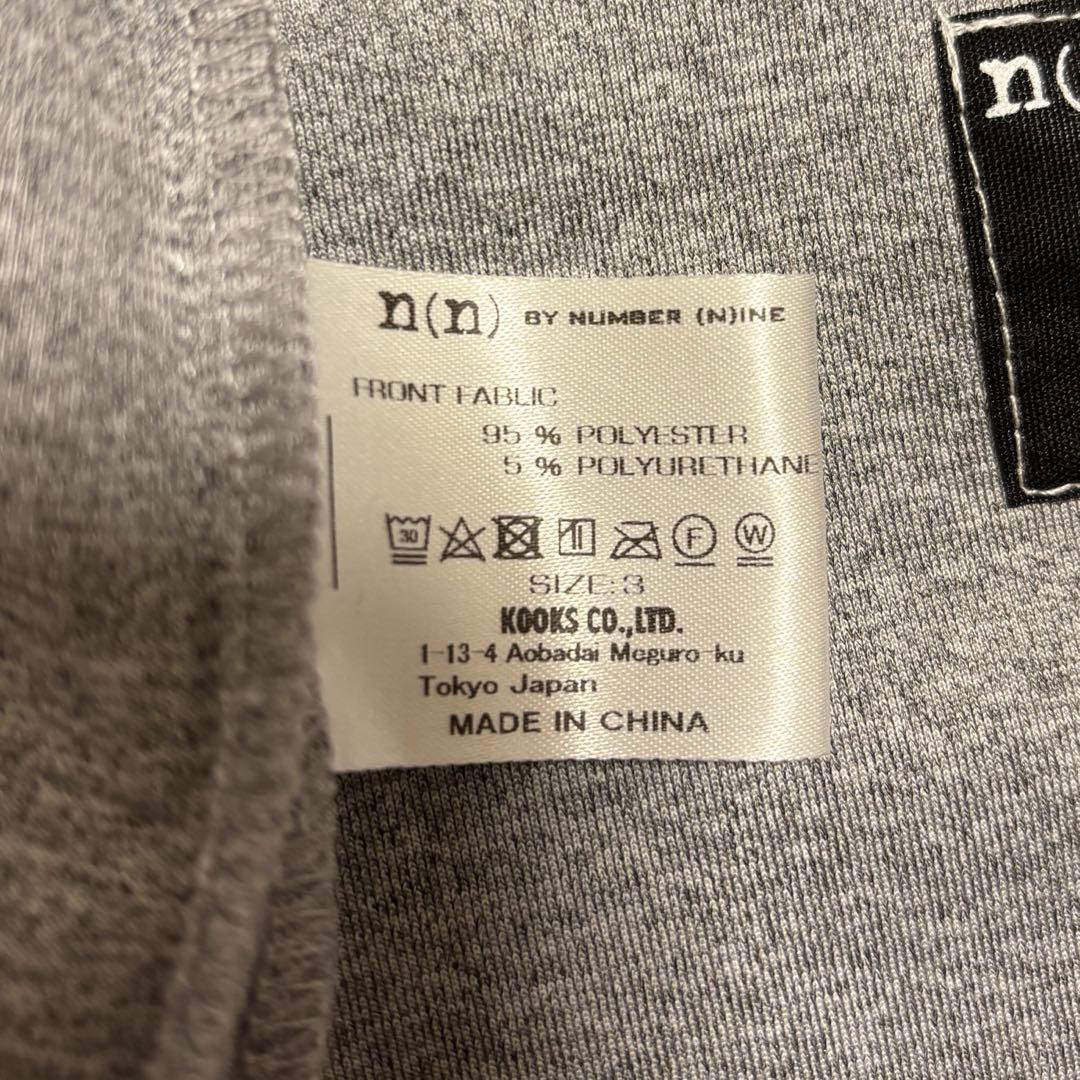 n(
n(n) BY NUMBER (N)INE
FRONT FABLIC
95 % POLYESTER
5 % POLYURETHANE
30 F W
SIZE:3
KOOKS CO.,LTD.
1-13-4 Aobadai Meguro-ku
Tokyo Japan
MADE IN CHINA